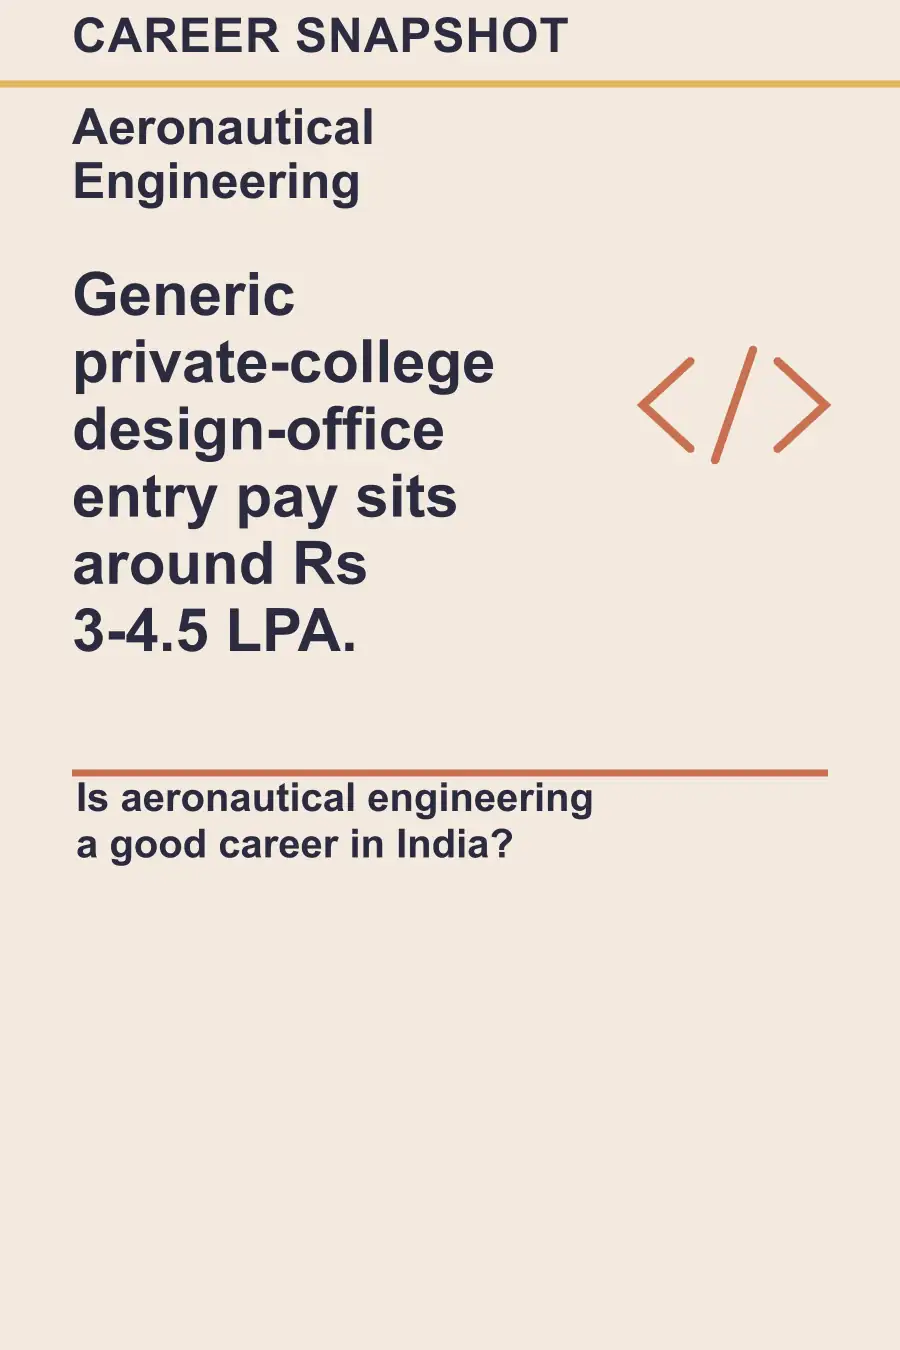 CAREER SNAPSHOT
Aeronautical
Engineering
Generic
private-college
design-office
entry pay sits
around Rs
3-4.5 LPA.
Is aeronautical engineering
a good career in India?